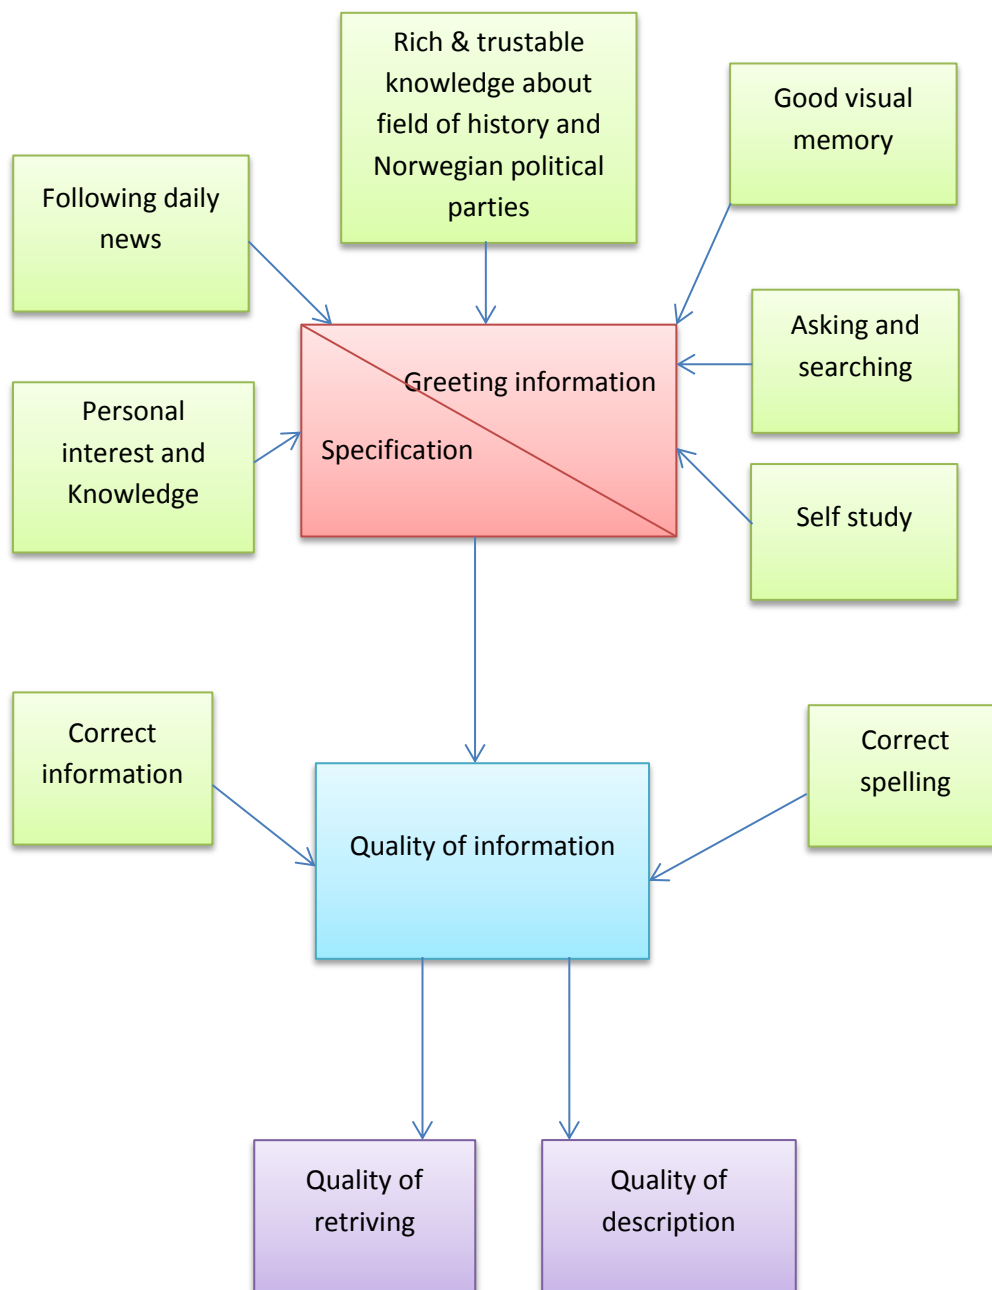 Rich & trustable
knowledge about
field of history and
Norwegian political
parties
Good visual
memory
Following daily
news
Asking and
searching
Greeting information
Specification
Personal
interest and
Knowledge
Self study
Correct
information
Correct
spelling
Quality of information
Quality of
retriving
Quality of
description